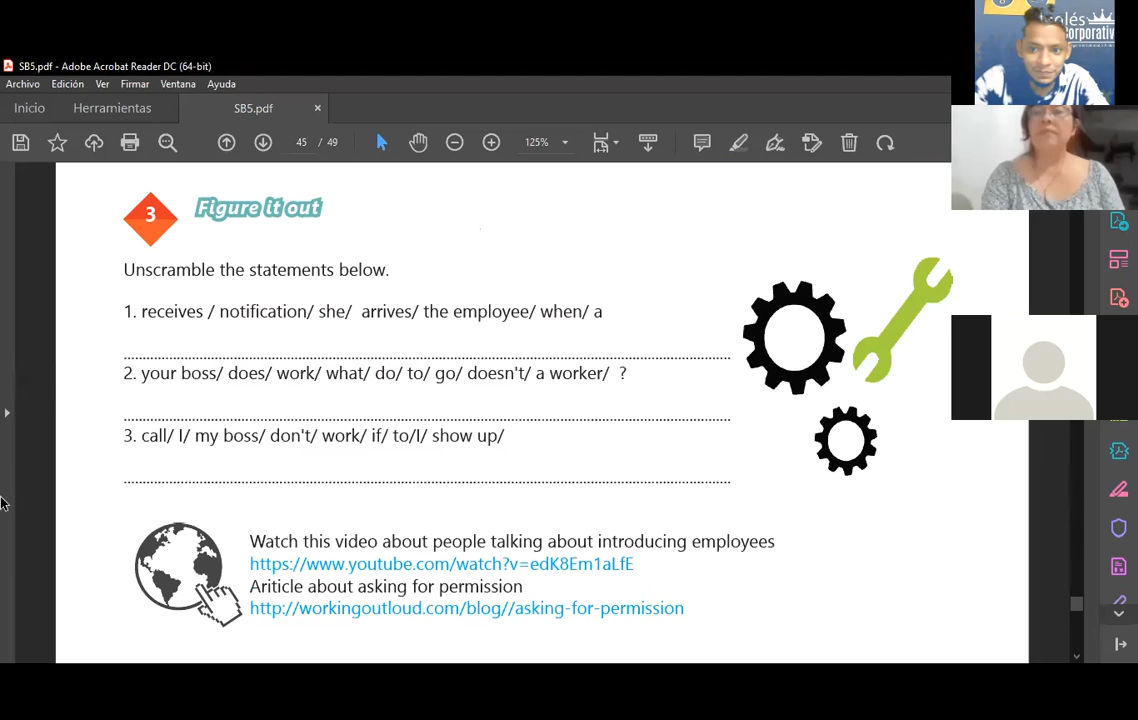 SB5.pdf - Adobe Acrobat Reader DC (64-bit)
Archivo Edición Ver Firmar Ventana Ayuda
Inicio Herramientas SB5.pdf ×
45 / 49 125%
3
Figure it out
Unscramble the statements below.
1. receives / notification/ she/ arrives/ the employee/ when/ a
2. your boss/ does/ work/ what/ do/ to/ go/ doesn't/ a worker/ ?
3. call/ I/ my boss/ don't/ work/ if/ to/I/ show up/
Watch this video about people talking about introducing employees
https://www.youtube.com/watch?v=edK8Em1aLfE
Ariticle about asking for permission
http://workingoutloud.com/blog//asking-for-permission